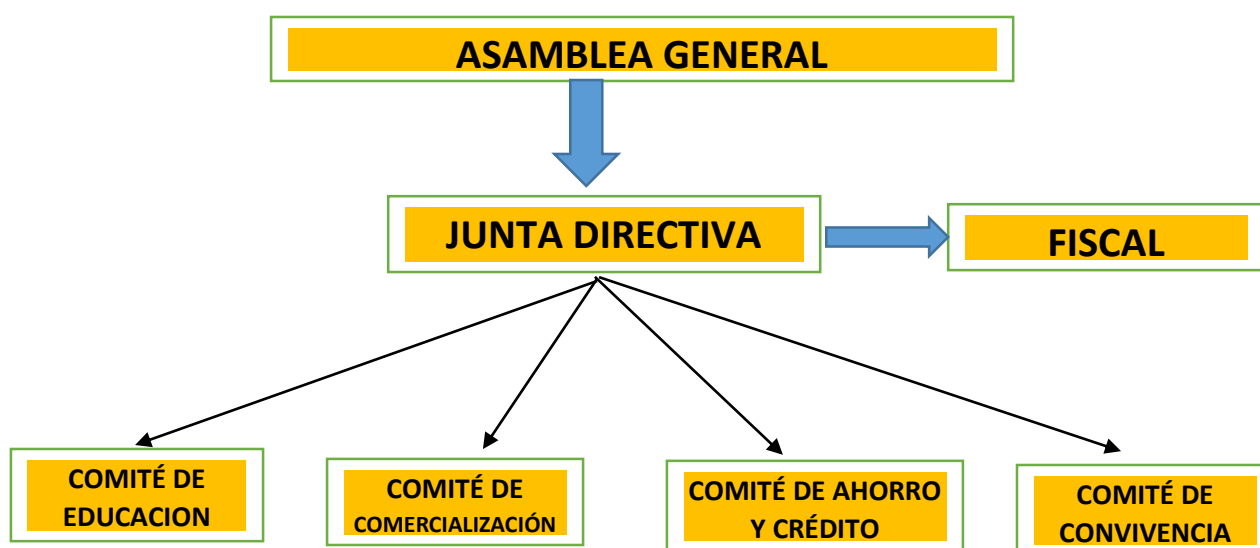 ASAMBLEA GENERAL
JUNTA DIRECTIVA
FISCAL
COMITÉ DE
EDUCACION
COMITÉ DE
COMERCIALIZACIÓN
COMITÉ DE AHORRO
Y CRÉDITO
COMITÉ DE
CONVIVENCIA